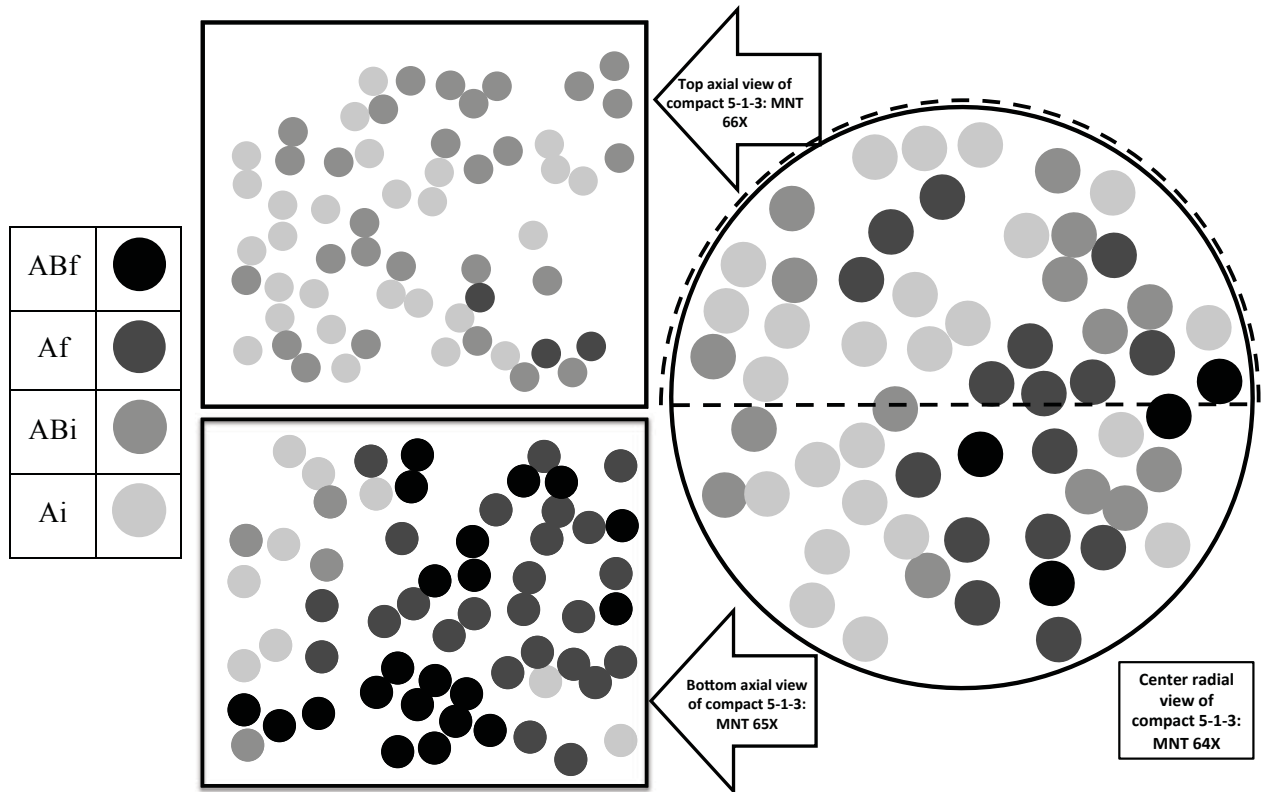 ABf
Af
ABi
Ai
Top axial view of
compact 5-1-3: MNT
66X
Bottom axial view
of compact 5-1-3:
MNT 65X
Center radial
view of
compact 5-1-3:
MNT 64X